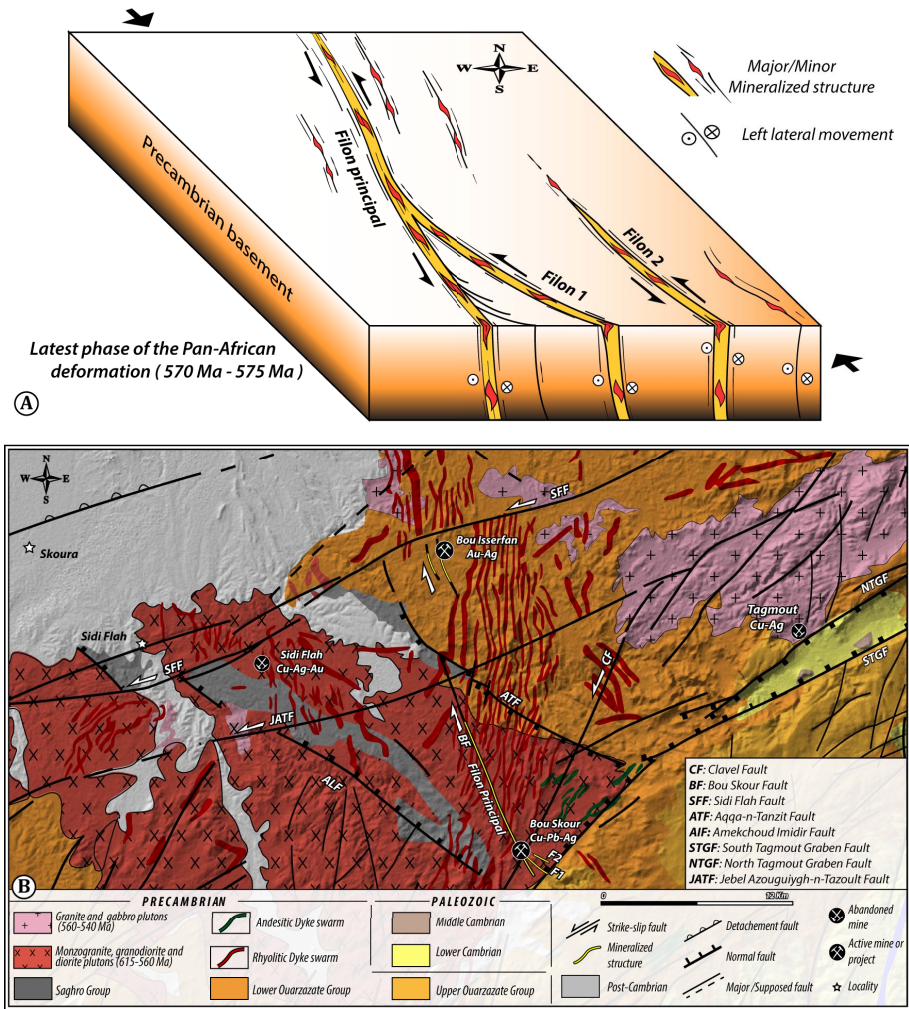 N
W E
S
Major/Minor
Mineralized structure
Left lateral movement
Precambrian basement
Filon principal
Filon 1
Filon 2
Latest phase of the Pan-African
deformation ( 570 Ma - 575 Ma )
A
N
W E
S
SFF
Skoura
Bou Isserfan
Au-Ag
NTGF
Tagmout
Cu-Ag
STGF
Sidi Flah
Sidi Flah
Cu-Ag-Au
SFF
CF
ATF
JATF
BF
ALF
Filon Principal
Bou Skour
Cu-Pb-Ag
F2
F1
CF: Clavel Fault
BF: Bou Skour Fault
SFF: Sidi Flah Fault
ATF: Aqqa-n-Tanzit Fault
AIF: Amekchoud Imidir Fault
STGF: South Tagmout Graben Fault
NTGF: North Tagmout Graben Fault
JATF: Jebel Azouguiygh-n-Tazoult Fault
B
PRECAMBRIAN
Granite and gabbro plutons
(560-540 Ma)
Monzogranite, granodiorite and
diorite plutons (615-560 Ma)
Saghro Group
Andesitic Dyke swarm
Rhyolitic Dyke swarm
Lower Ouarzazate Group
PALEOZOIC
Middle Cambrian
Lower Cambrian
Upper Ouarzazate Group
0 12 Km
Strike-slip fault
Mineralized
structure
Post-Cambrian
Detachement fault
Normal fault
Major /Supposed fault
Abandoned
mine
Active mine or
project
Locality